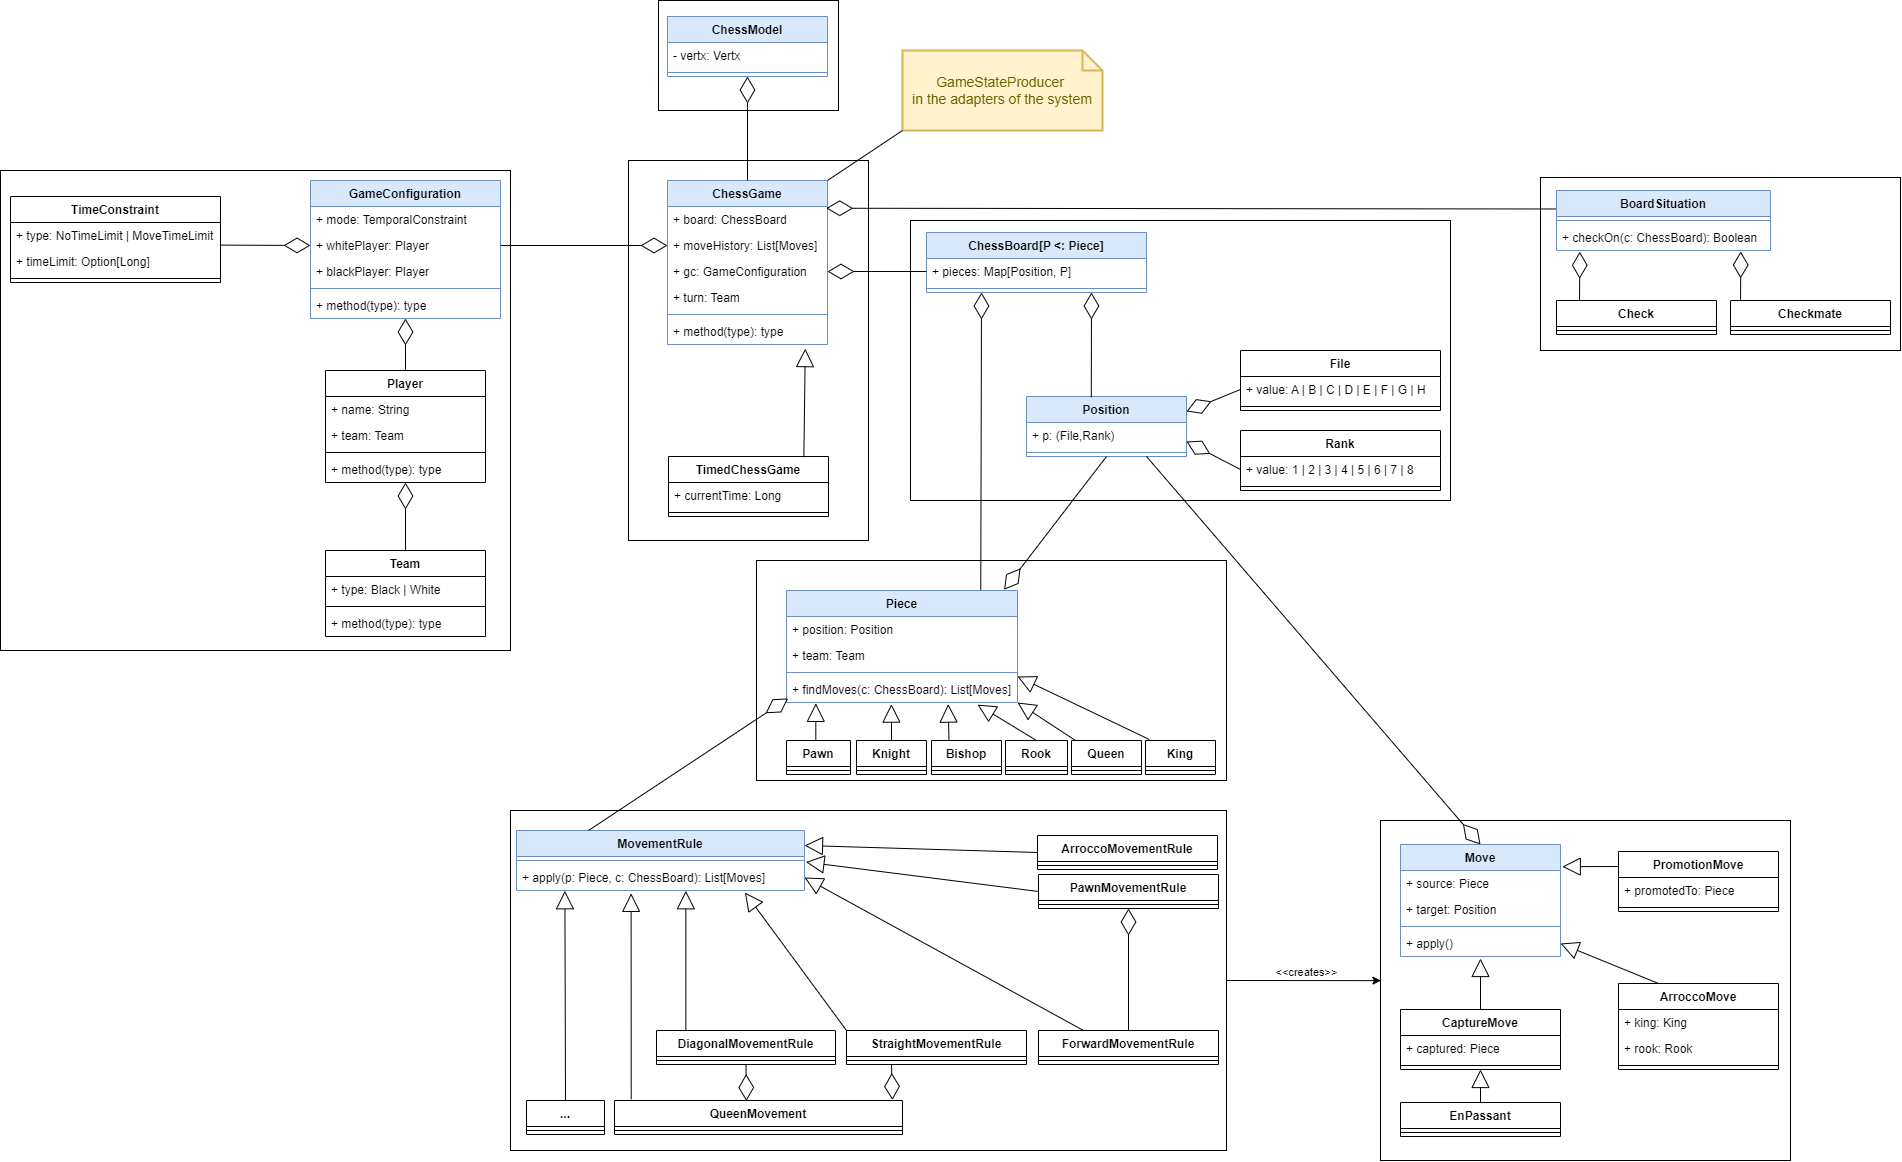 ChessModel
- vertx: Vertx
GameStateProducer
in the adapters of the system
TimeConstraint
+ type: NoTimeLimit | MoveTimeLimit
+ timeLimit: Option[Long]
GameConfiguration
+ mode: TemporalConstraint
+ whitePlayer: Player
+ blackPlayer: Player
+ method(type): type
Player
+ name: String
+ team: Team
+ method(type): type
Team
+ type: Black | White
+ method(type): type
ChessGame
+ board: ChessBoard
+ moveHistory: List[Moves]
+ gc: GameConfiguration
+ turn: Team
+ method(type): type
TimedChessGame
+ currentTime: Long
ChessBoard[P <: Piece]
+ pieces: Map[Position, P]
Position
+ p: (File,Rank)
File
+ value: A | B | C | D | E | F | G | H
Rank
+ value: 1 | 2 | 3 | 4 | 5 | 6 | 7 | 8
BoardSituation
+ checkOn(c: ChessBoard): Boolean
Check
Checkmate
Piece
+ position: Position
+ team: Team
+ findMoves(c: ChessBoard): List[Moves]
Pawn
Knight
Bishop
Rook
Queen
King
MovementRule
+ apply(p: Piece, c: ChessBoard): List[Moves]
ArroccoMovementRule
PawnMovementRule
DiagonalMovementRule
StraightMovementRule
ForwardMovementRule
...
QueenMovement
<<creates>>
Move
+ source: Piece
+ target: Position
+ apply()
PromotionMove
+ promotedTo: Piece
ArroccoMove
+ king: King
+ rook: Rook
CaptureMove
+ captured: Piece
EnPassant